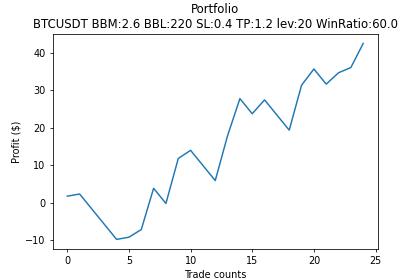 Portfolio
BTCUSDT BBM:2.6 BBL:220 SL:0.4 TP:1.2 lev:20 WinRatio:60.0
40
30
20
10
0
−10
Profit ($)
0 5 10 15 20 25
Trade counts